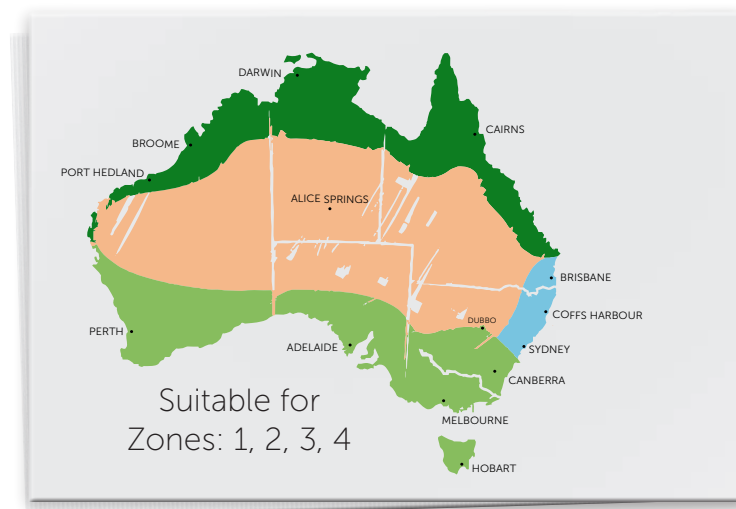 DARWIN
CAIRNS
BROOME
PORT HEDLAND
ALICE SPRINGS
BRISBANE
COFFS HARBOUR
DUBBO
PERTH
ADELAIDE
SYDNEY
CANBERRA
Suitable for
Zones: 1, 2, 3, 4
MELBOURNE
HOBART